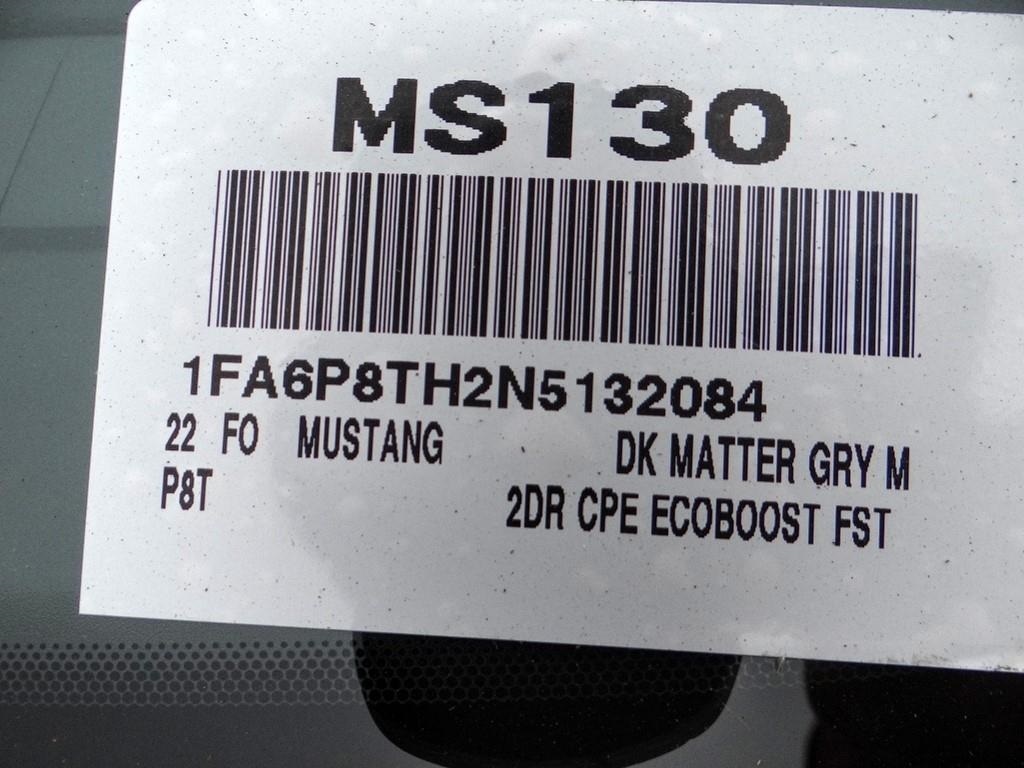 MS130
1FA6P8TH2N5132084
22 FO MUSTANG DK MATTER GRY M
P8T 2DR CPE ECOBOOST FST